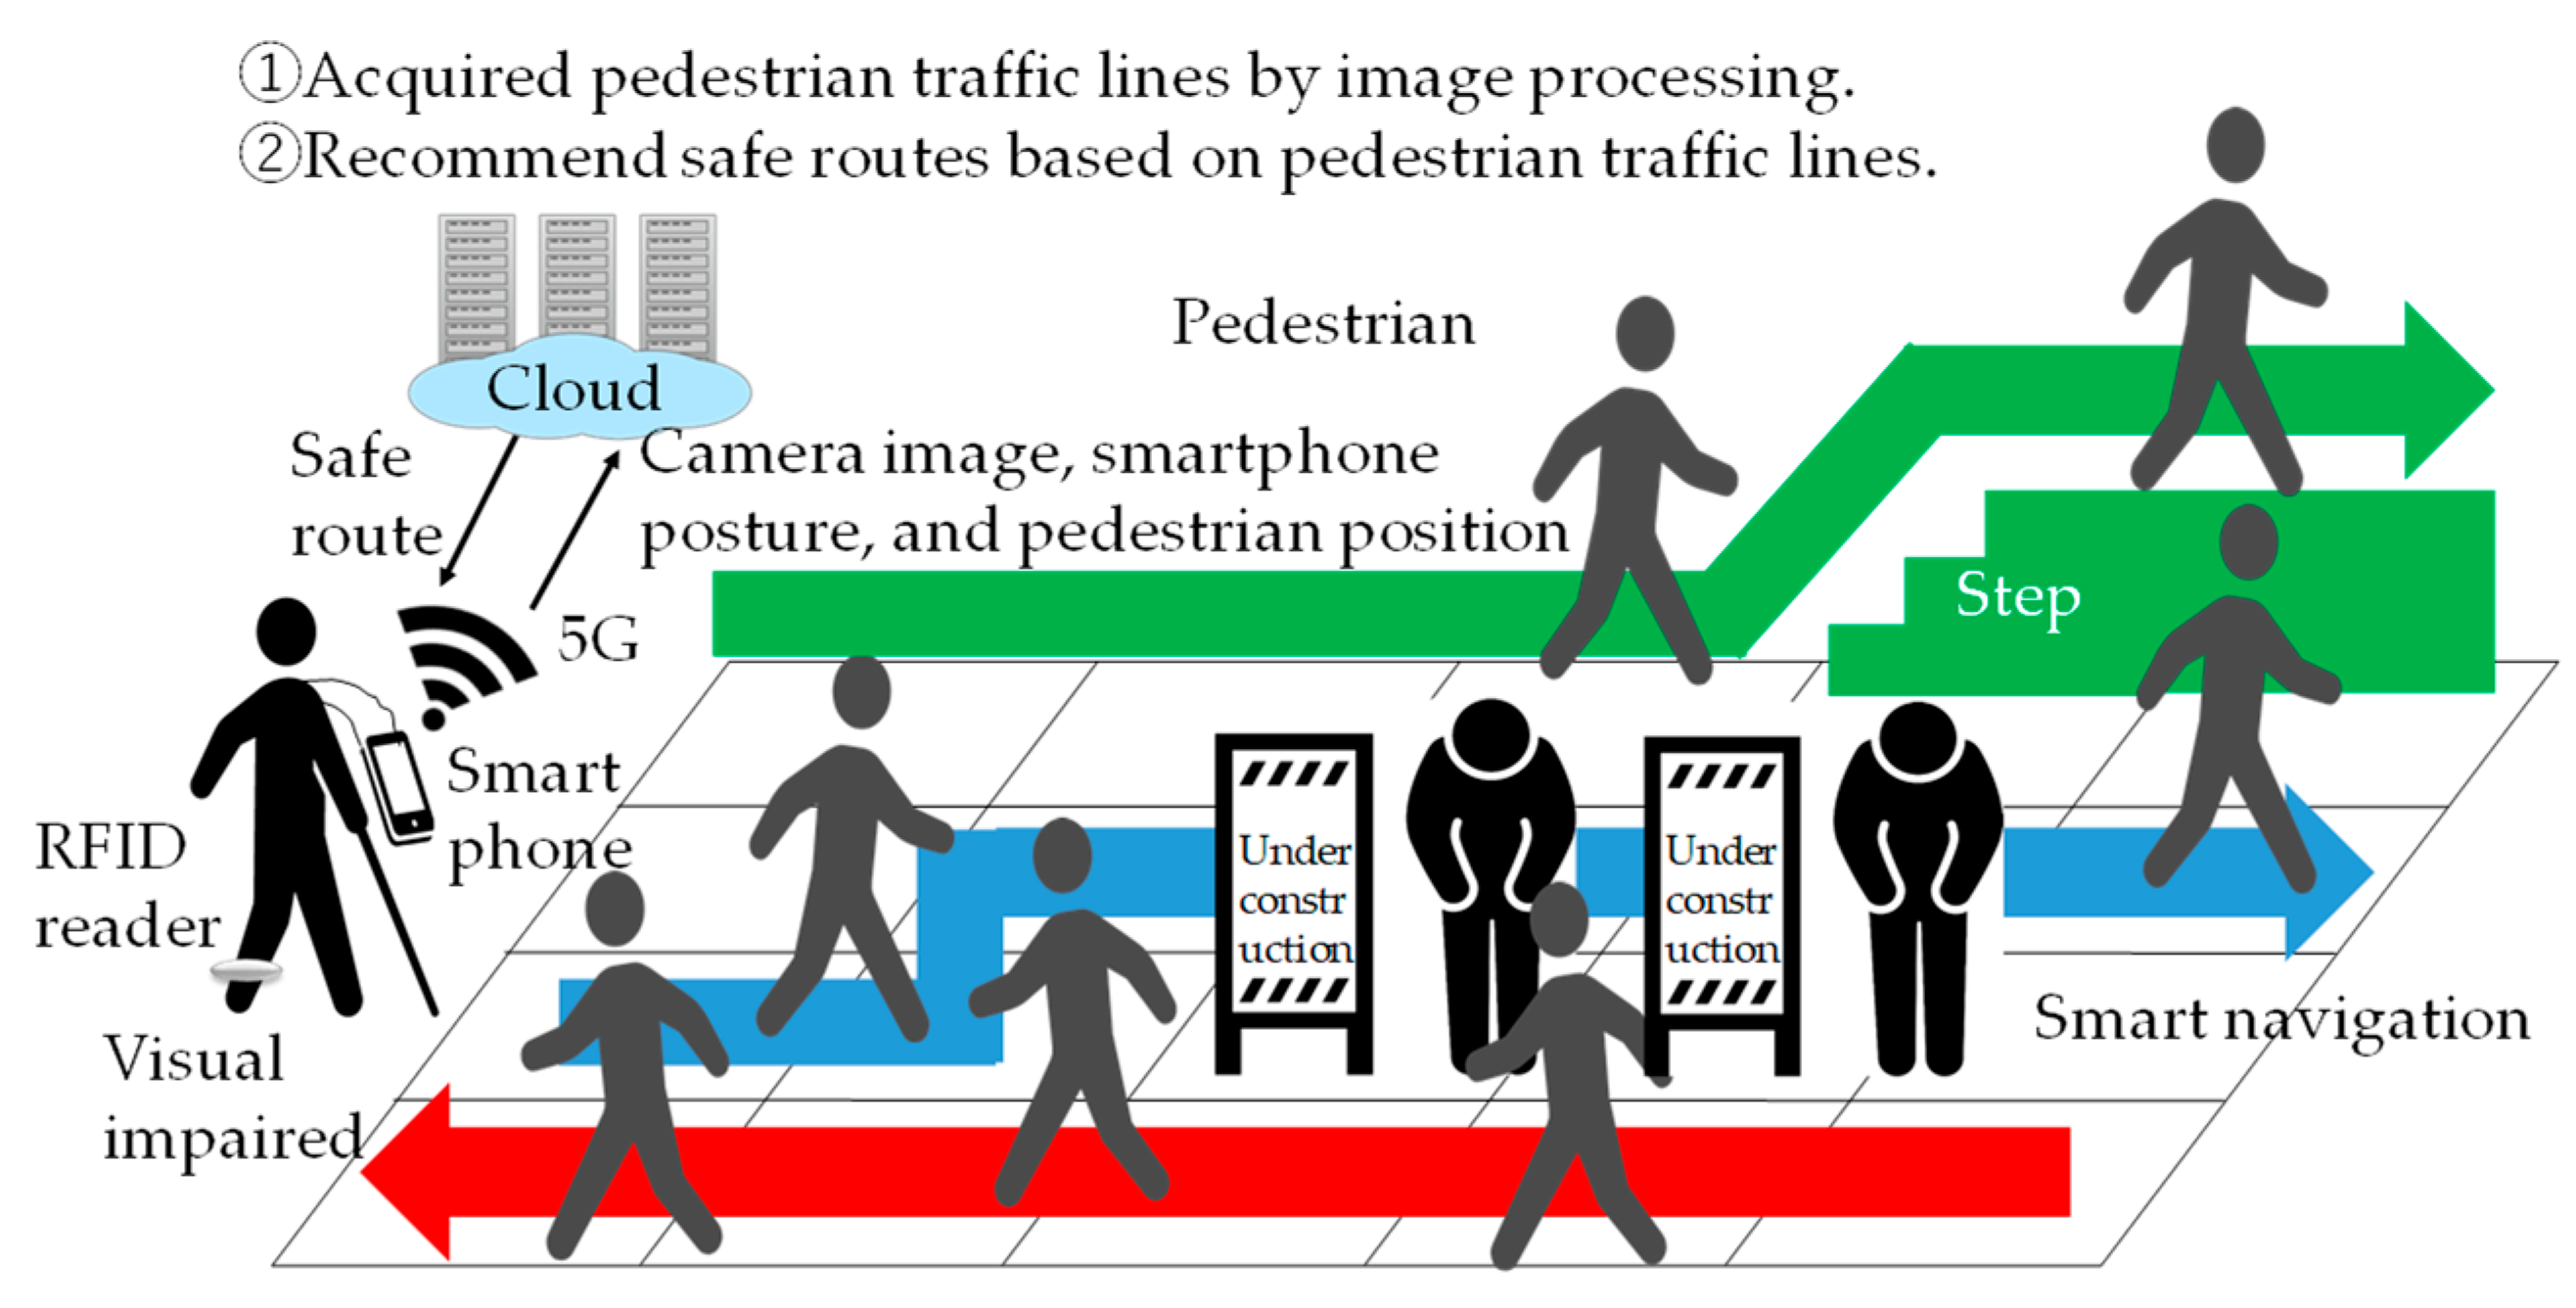 ①Acquired pedestrian traffic lines by image processing.
②Recommend safe routes based on pedestrian traffic lines.
Pedestrian
Cloud
Safe
route
Camera image, smartphone
posture, and pedestrian position
5G
Step
Smart
phone
RFID
reader
Under
constr
uction
Under
constr
uction
Smart navigation
Visual
impaired